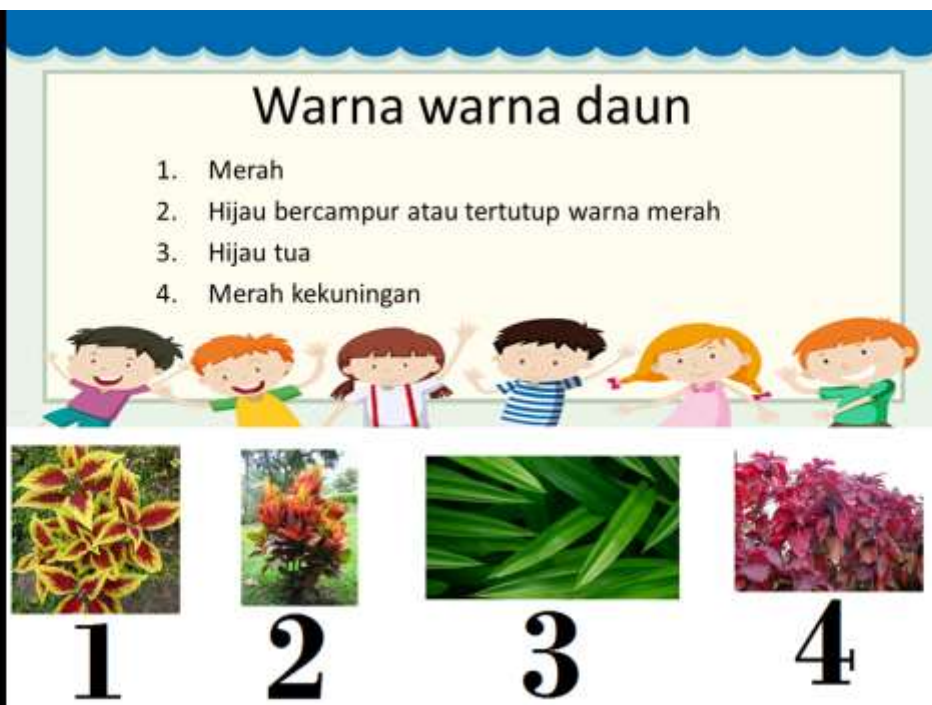 Warna warna daun
1. Merah
2. Hijau bercampur atau tertutup warna merah
3. Hijau tua
4. Merah kekuningan
1 2 3 4